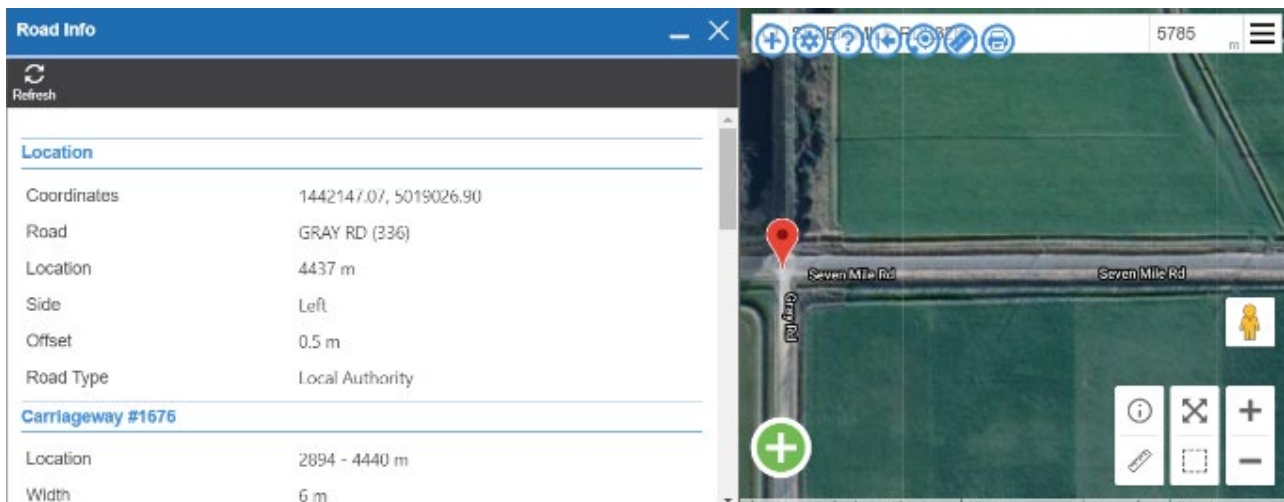 Road Info
Refresh
Location
Coordinates 1442147.07, 5019026.90
Road GRAY RD (336)
Location 4437 m
Side Left
Offset 0.5 m
Road Type Local Authority
Carriageway #1676
Location 2894 - 4440 m
Width 6 m
5785 m
Seven Mile Rd Seven Mile Rd
Gray Rd